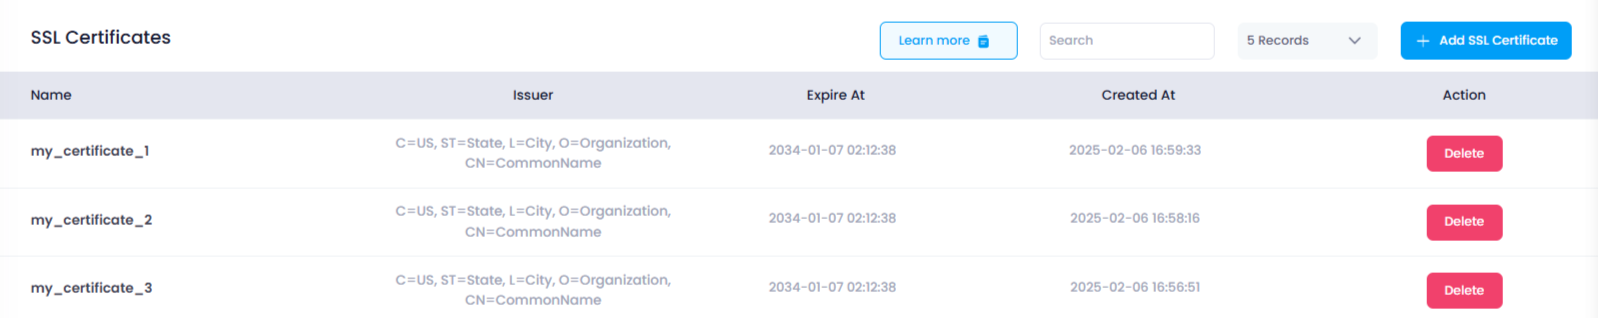 SSL Certificates
Learn more
Search
5 Records
+ Add SSL Certificate
Name Issuer Expire At Created At Action
my_certificate_1
C=US, ST=State, L=City, O=Organization,
CN=CommonName
2034-01-07 02:12:38
2025-02-06 16:59:33
Delete
my_certificate_2
C=US, ST=State, L=City, O=Organization,
CN=CommonName
2034-01-07 02:12:38
2025-02-06 16:58:16
Delete
my_certificate_3
C=US, ST=State, L=City, O=Organization,
CN=CommonName
2034-01-07 02:12:38
2025-02-06 16:56:51
Delete